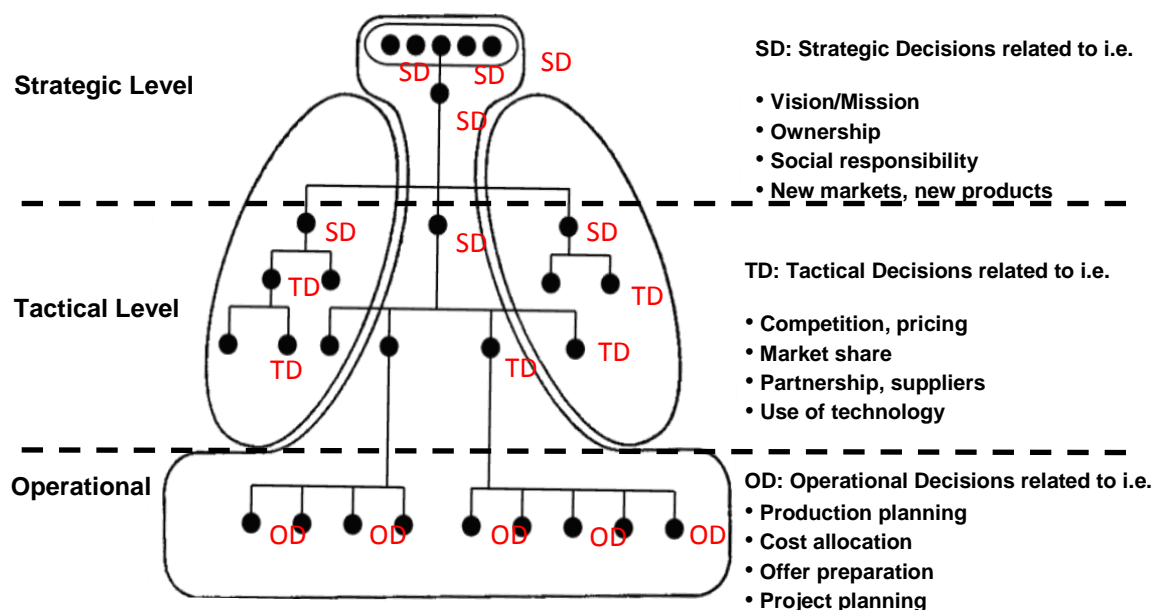 SD: Strategic Decisions related to i.e.
SD SD SD
Strategic Level
• Vision/Mission
SD
• Ownership
• Social responsibility
• New markets, new products
SD SD SD
TD: Tactical Decisions related to i.e.
TD TD
Tactical Level
• Competition, pricing
• Market share
TD TD TD
• Partnership, suppliers
• Use of technology
Operational
OD: Operational Decisions related to i.e.
• Production planning
OD OD OD OD OD
• Cost allocation
• Offer preparation
• Project planning